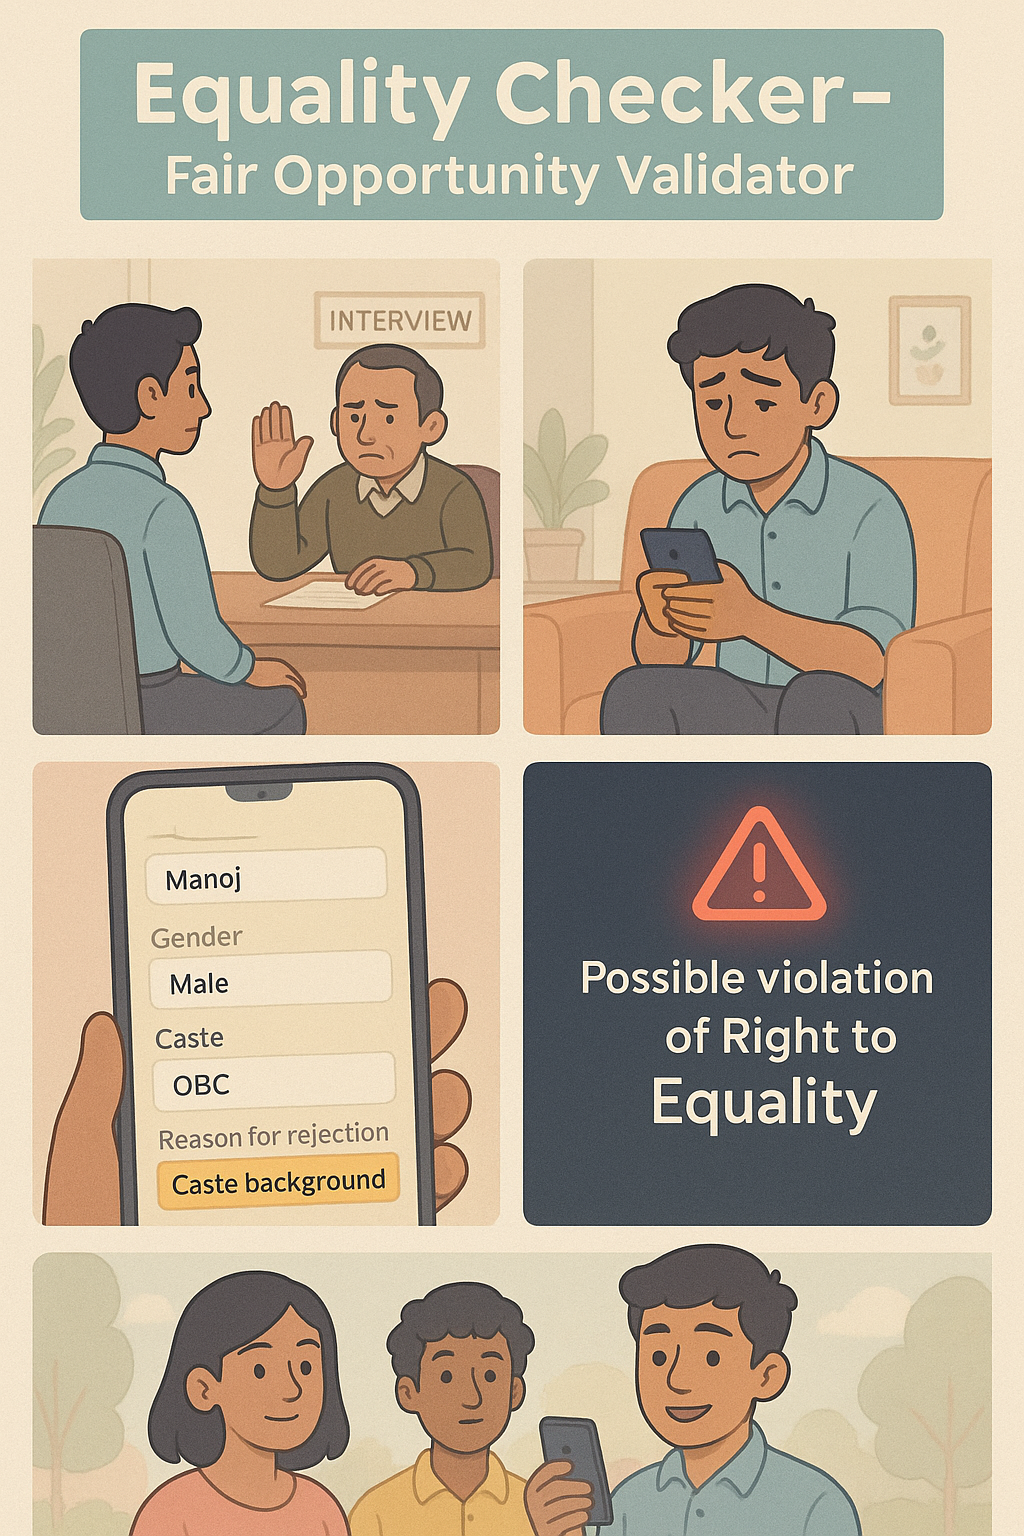 Equality Checker–
Fair Opportunity Validator
INTERVIEW
Manoj
Gender
Male
Caste
OBC
Reason for rejection
Caste background
Possible violation
of Right to
Equality